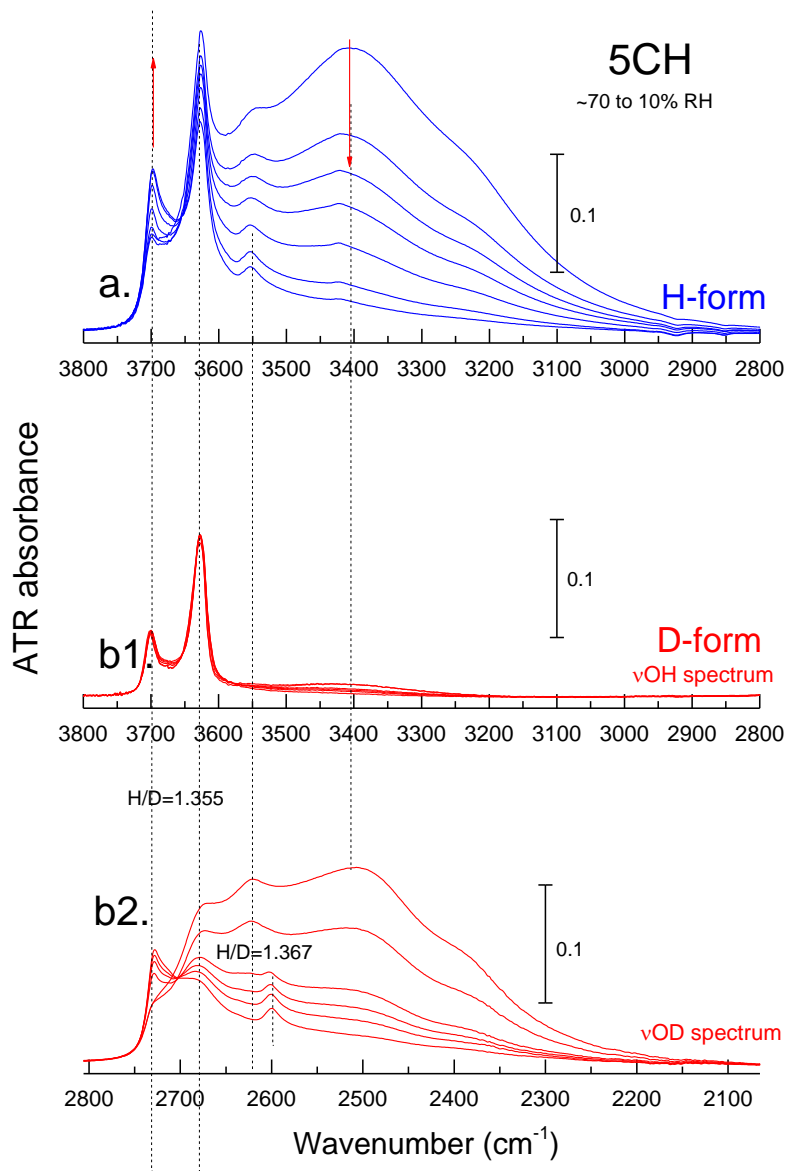 5CH
~70 to 10% RH
0.1
a.
H-form
3800 3700 3600 3500 3400 3300 3200 3100 3000 2900 2800
ATR absorbance
0.1
b1.
D-form
νOH spectrum
3800 3700 3600 3500 3400 3300 3200 3100 3000 2900 2800
H/D=1.355
b2.
H/D=1.367
0.1
νOD spectrum
2800 2700 2600 2500 2400 2300 2200 2100
Wavenumber (cm⁻¹)